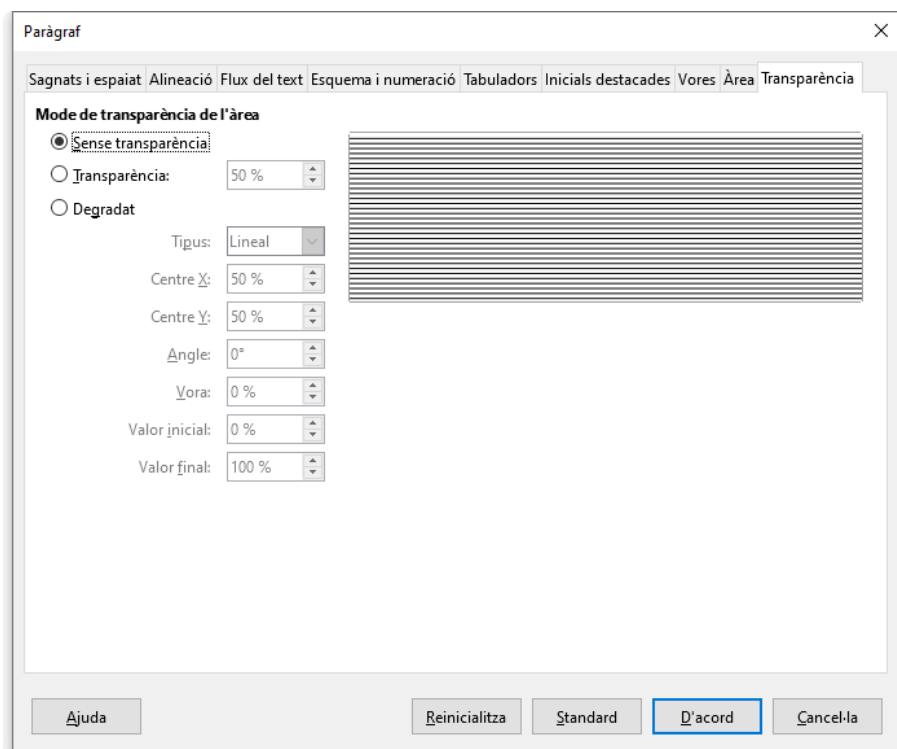 Paràgraf
Sagnats i espaiat Alineació Flux del text Esquema i numeració Tabuladors Inicials destacades Vores Àrea Transparència
Mode de transparència de l'àrea
Sense transparència
Transparència: 50 %
Degradat
Tipus: Lineal
Centre X: 50 %
Centre Y: 50 %
Angle: 0°
Vora: 0 %
Valor inicial: 0 %
Valor final: 100 %
Ajuda Reinicialitza Standard D'acord Cancel·la